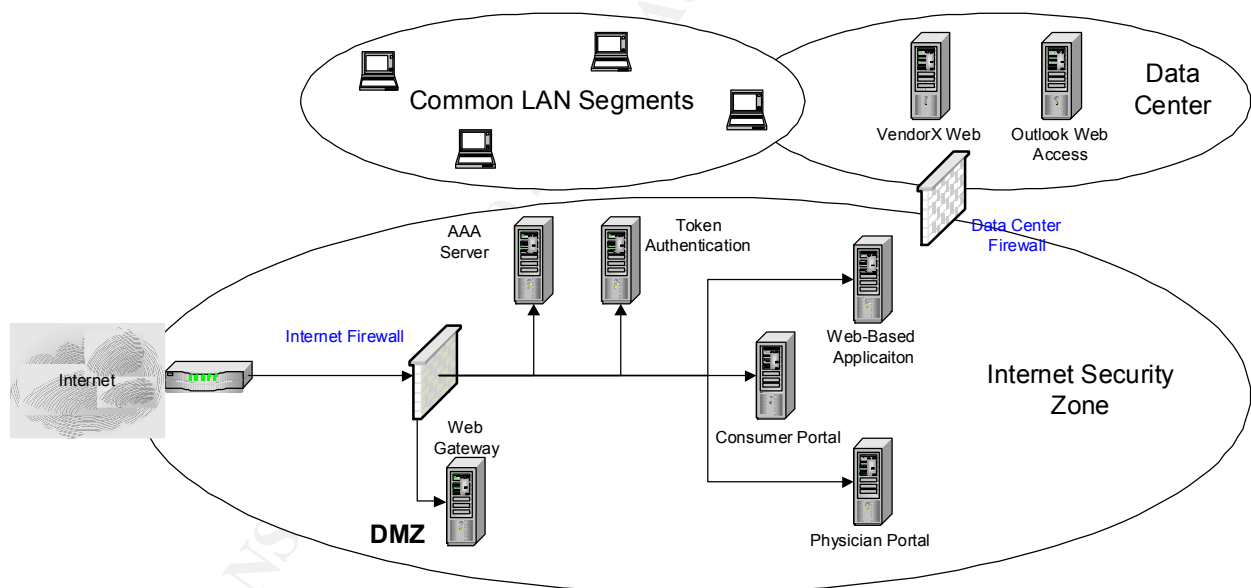 Common LAN Segments
Data
Center
VendorX Web
Outlook Web
Access
AAA
Server
Token
Authentication
Data Center
Firewall
Internet Firewall
Internet
Web-Based
Applicaiton
Internet Security
Zone
Consumer Portal
Web
Gateway
DMZ
Physician Portal